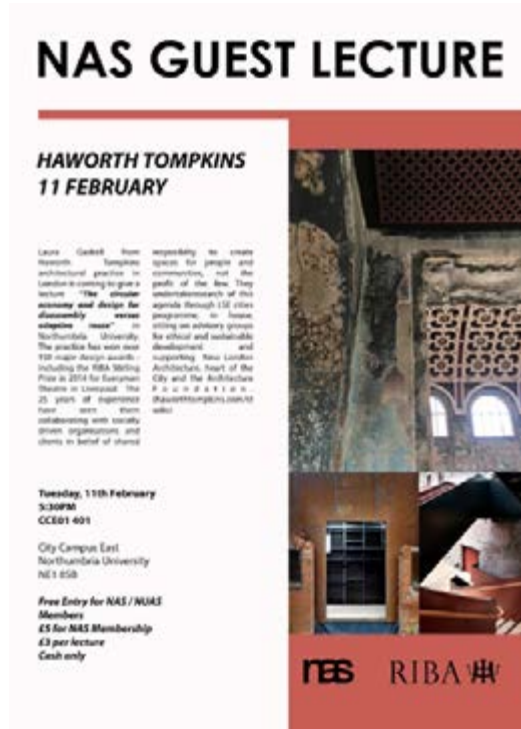 NAS GUEST LECTURE
HAWORTH TOMPKINS
11 FEBRUARY
Laura Gaskell from
Haworth Tompkins
architectural practice in
London is coming to give a
lecture "The circular
economy and design for
disassembly versus
adaptive reuse" in
Northumbria University.
The practice has won over
150 major design awards -
including the RIBA Stirling
Prize in 2014 for Everyman
Theatre in Liverpool. The
25 years of experience
have seen them
collaborating with socially
driven organisations and
clients in belief of shared
responsibility to create
spaces for people and
communities, not the
profit of the few. They
undertake research of this
agenda through LSE cities
programme, in house,
sitting on advisory groups
for ethical and sustainable
development and
supporting New London
Architecture, heart of the
City and the Architecture
Foundation.
(haworthtompkins.com/st
udio)
Tuesday, 11th February
5:30PM
CCE01 401
City Campus East
Northumbria University
NE1 8SB
Free Entry for NAS / NUAS
Members
£5 for NAS Membership
£3 per lecture
Cash only
nas RIBA